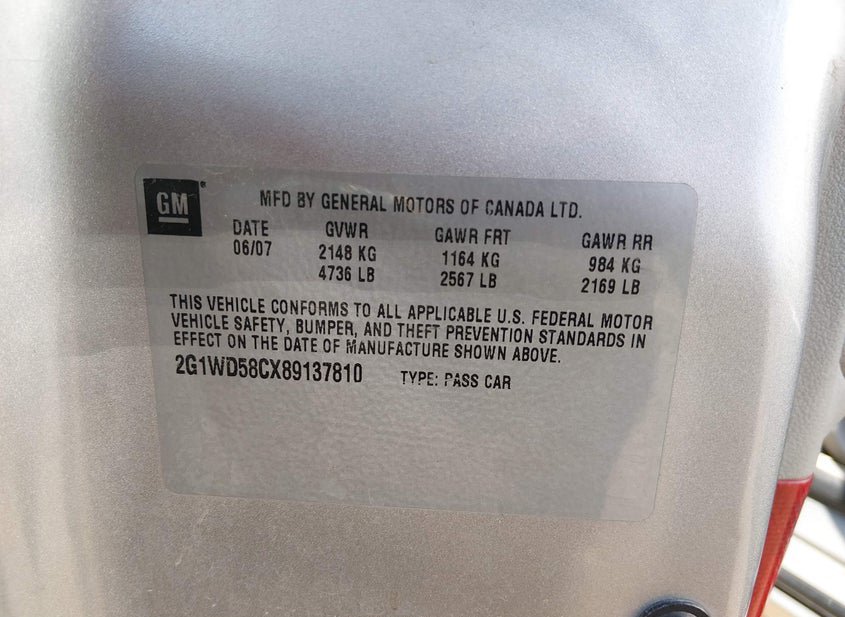 GM®
MFD BY GENERAL MOTORS OF CANADA LTD.
DATE GVWR GAWR FRT GAWR RR
06/07 2148 KG 1164 KG 984 KG
4736 LB 2567 LB 2169 LB
THIS VEHICLE CONFORMS TO ALL APPLICABLE U.S. FEDERAL MOTOR
VEHICLE SAFETY, BUMPER, AND THEFT PREVENTION STANDARDS IN
EFFECT ON THE DATE OF MANUFACTURE SHOWN ABOVE.
2G1WD58CX89137810 TYPE: PASS CAR